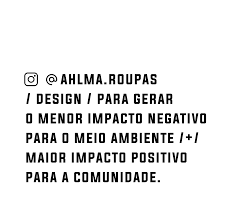 @AHLMA.ROUPAS
/ DESIGN / PARA GERAR
O MENOR IMPACTO NEGATIVO
PARA O MEIO AMBIENTE /+/
MAIOR IMPACTO POSITIVO
PARA A COMUNIDADE.